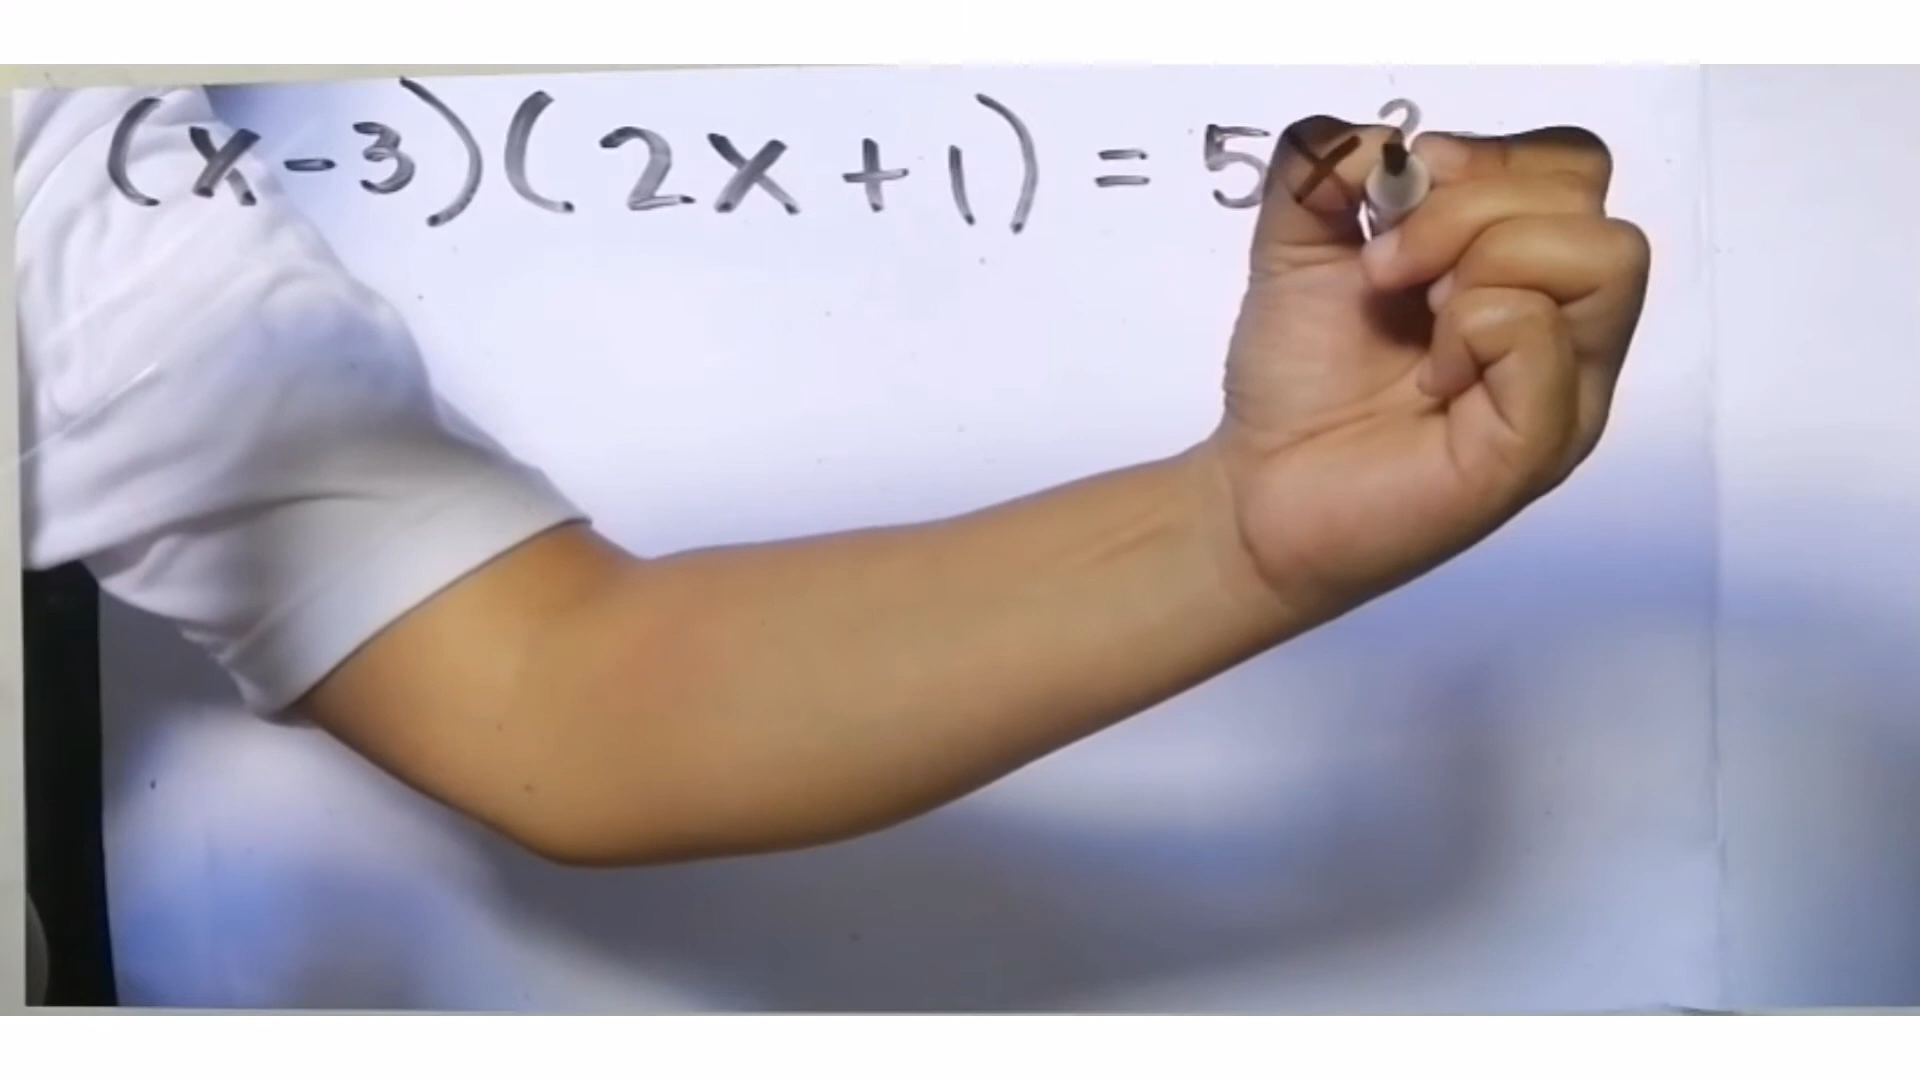 (x-3)(2x+1) = 5x²